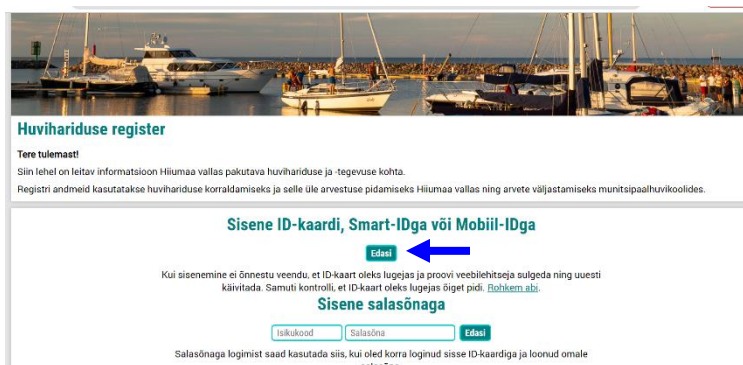 Huvihariduse register
Tere tulemast!
Siin lehel on leitav informatsioon Hiiumaa vallas pakutava huvihariduse ja -tegevuse kohta.
Registri andmeid kasutatakse huvihariduse korraldamiseks ja selle üle arvestuse pidamiseks Hiiumaa vallas ning arvete väljastamiseks munitsipaalhuvikoolides.
Sisene ID-kaardi, Smart-IDga või Mobiil-IDga
Edasi
Kui sisenemine ei õnnestu veendu, et ID-kaart oleks lugejas ja proovi veebilehitseja sulgeda ning uuesti
käivitada. Samuti kontrolli, et ID-kaart oleks lugejas õiget pidi. Rohkem abi.
Sisene salasõnaga
Isikukood Salasõna Edasi
Salasõnaga logimist saad kasutada siis, kui oled korra loginud sisse ID-kaardiga ja loonud omale